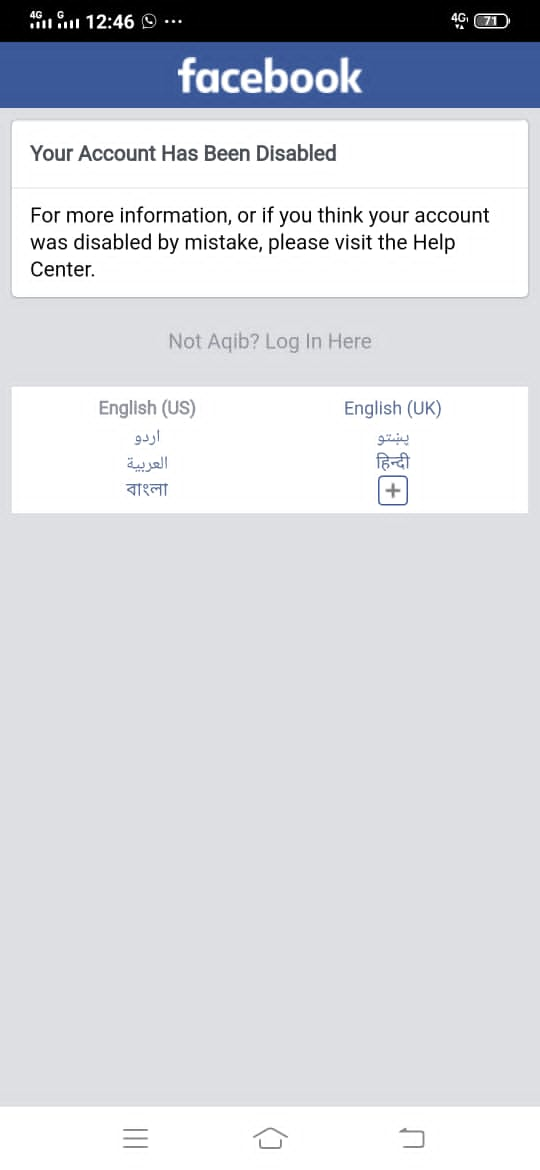 4G G 12:46 ... 4G 71
facebook
Your Account Has Been Disabled
For more information, or if you think your account
was disabled by mistake, please visit the Help
Center.
Not Aqib? Log In Here
English (US) English (UK)
اردو پښتو
العربية हिन्दी
বাংলা +